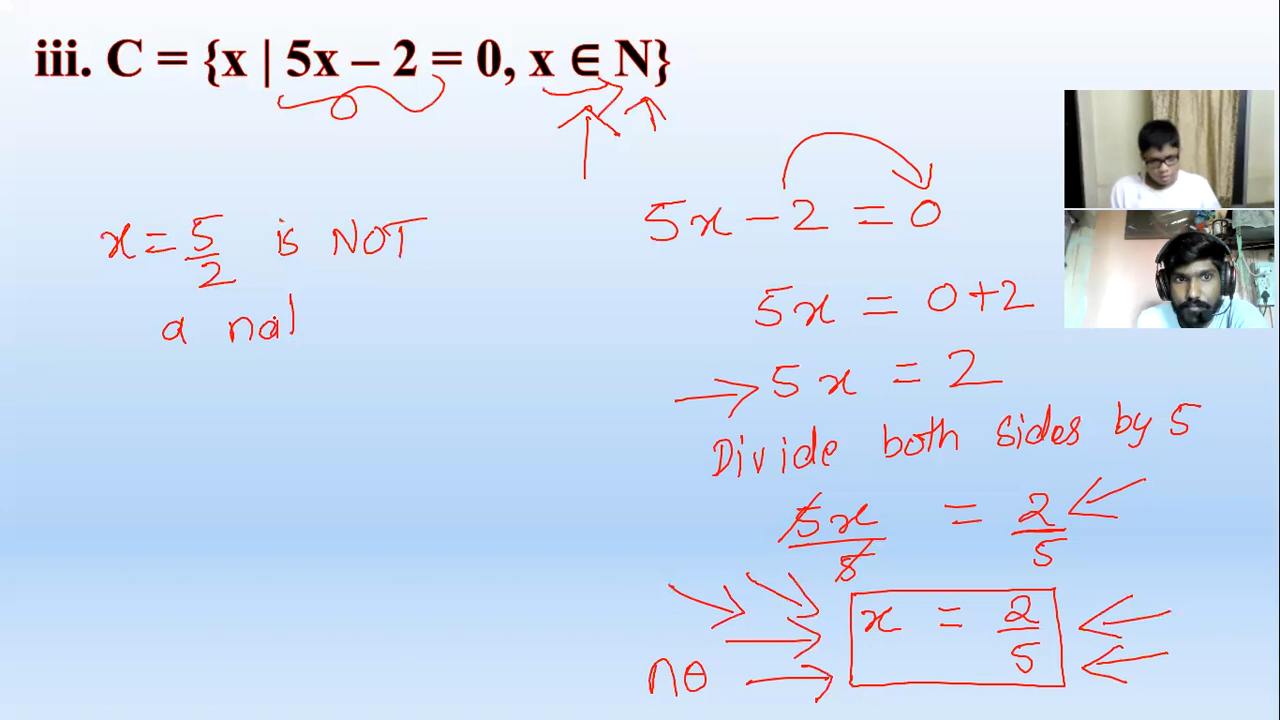 iii. C = {x | 5x – 2 = 0, x ∈ N}
x = 5/2 is NOT
a nal
5x – 2 = 0
5x = 0+2
5x = 2
Divide both sides by 5
5x/5 = 2/5
x = 2/5
no